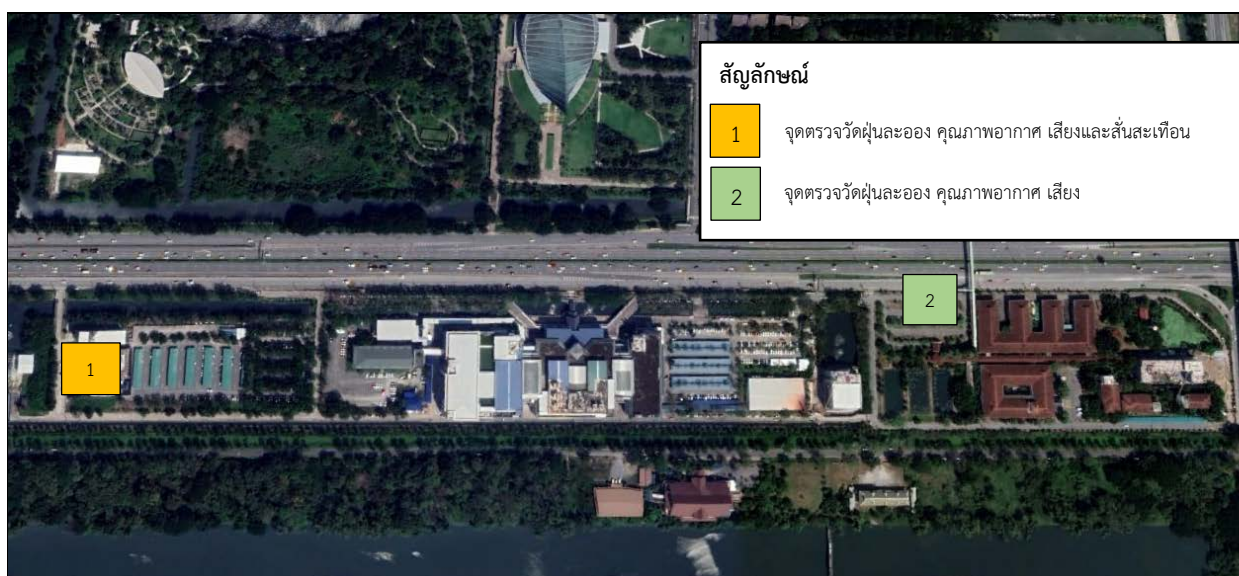 สัญลักษณ์
1 จุดตรวจวัดฝุ่นละออง คุณภาพอากาศ เสียงและสั่นสะเทือน
2 จุดตรวจวัดฝุ่นละออง คุณภาพอากาศ เสียง
2
1